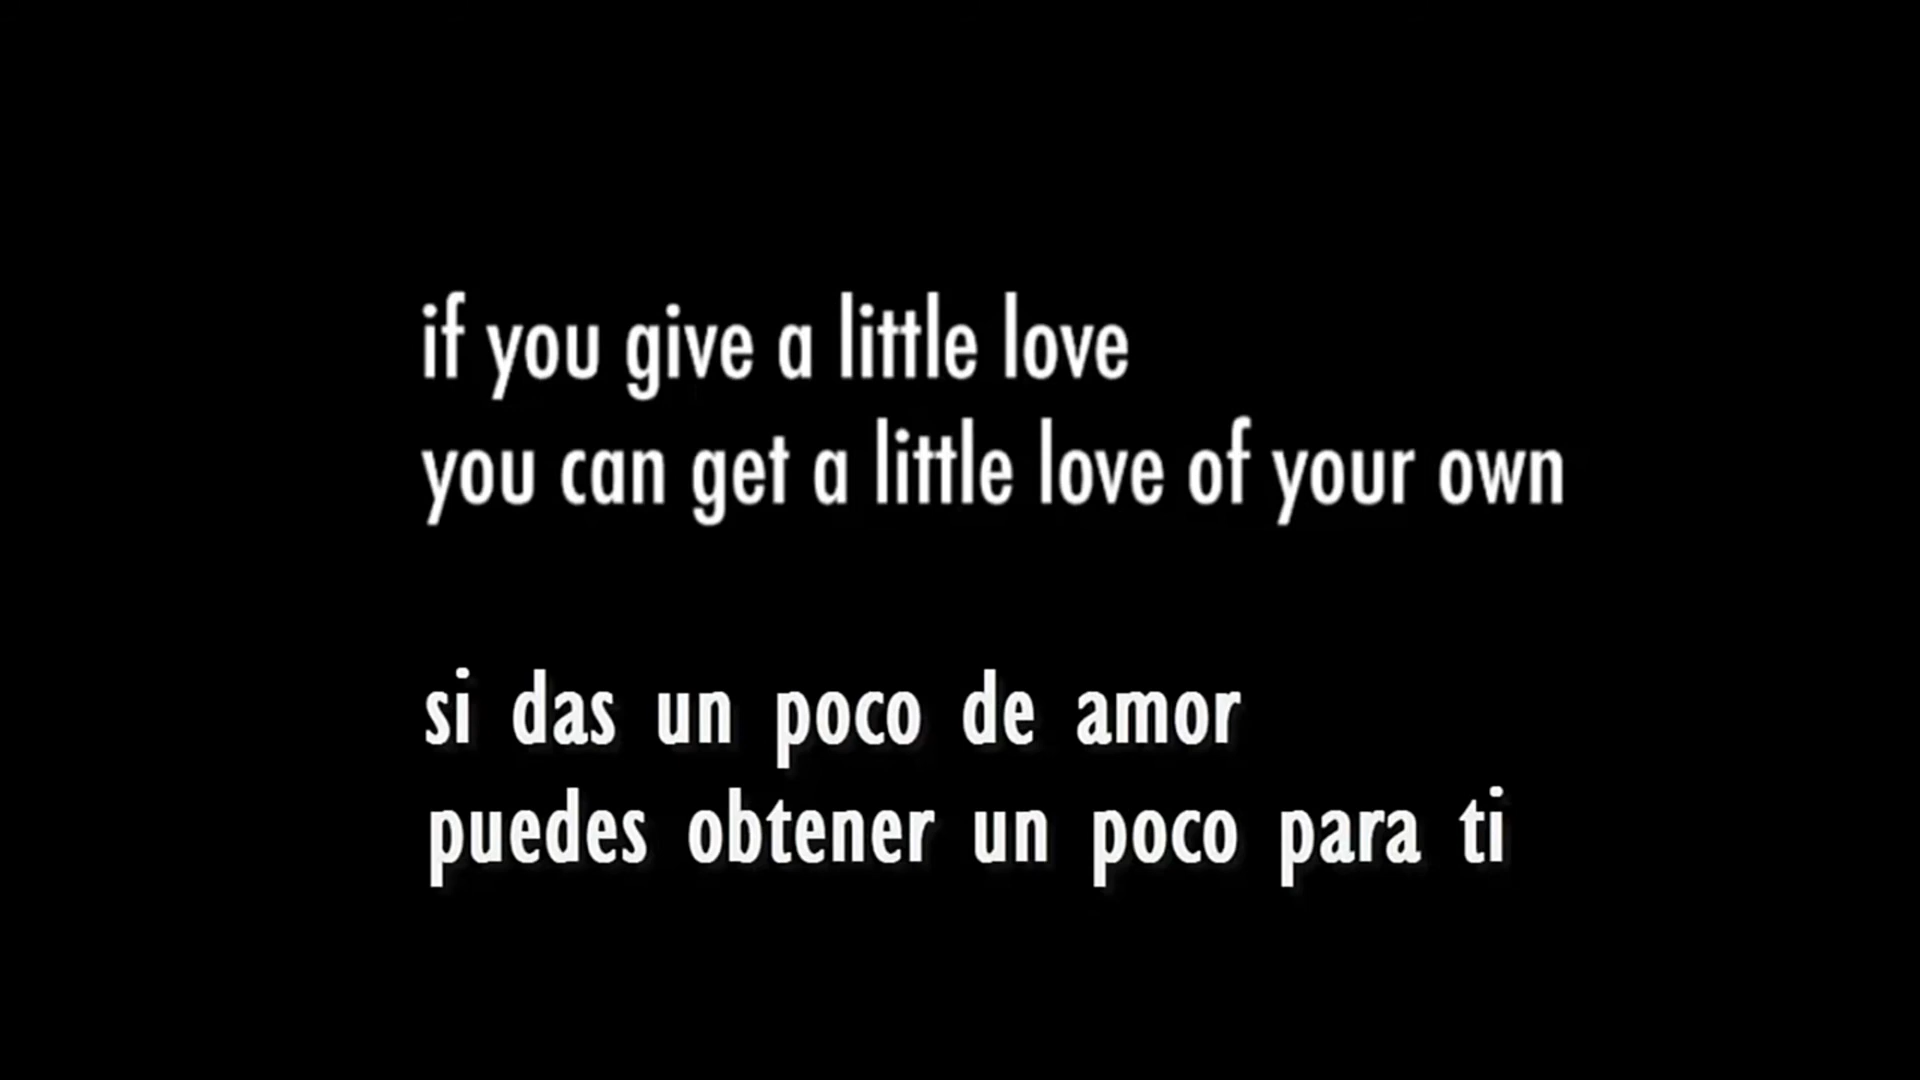 if you give a little love
you can get a little love of your own
si das un poco de amor
puedes obtener un poco para ti